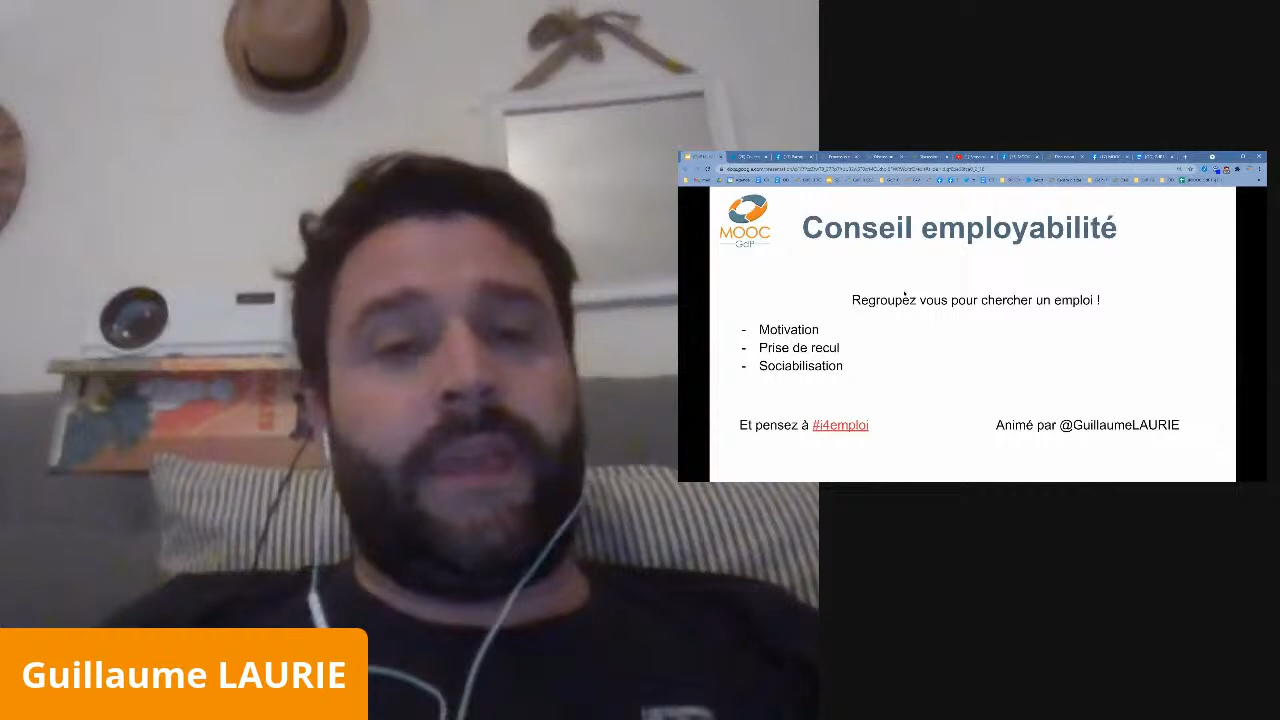 MOOC
GdP
Conseil employabilité
Regroupez vous pour chercher un emploi !
- Motivation
- Prise de recul
- Sociabilisation
Et pensez à #i4emploi
Animé par @GuillaumeLAURIE
Guillaume LAURIE